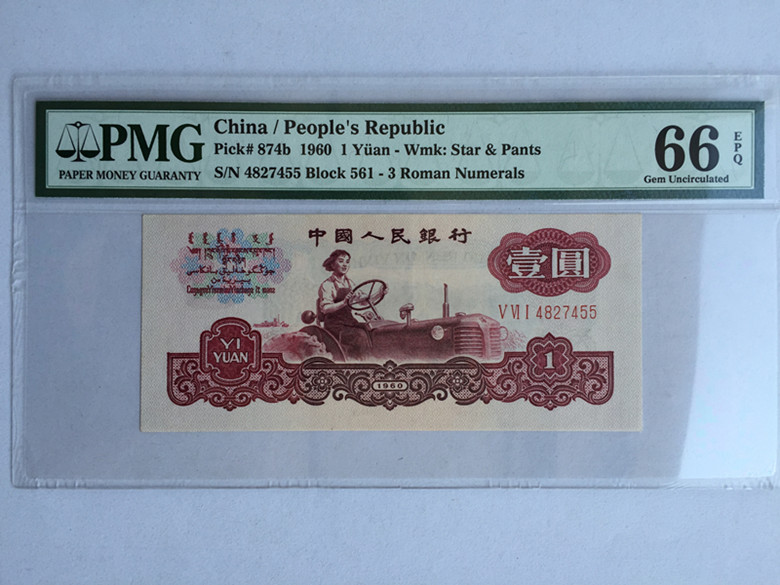 PMG
PAPER MONEY GUARANTY
China / People's Republic
Pick# 874b 1960 1 Yüan - Wmk: Star & Pants
S/N 4827455 Block 561 - 3 Roman Numerals
66 EPQ
Gem Uncirculated
中國人民銀行
壹圓
V VI I 4827455
YI
YUAN
1960
1